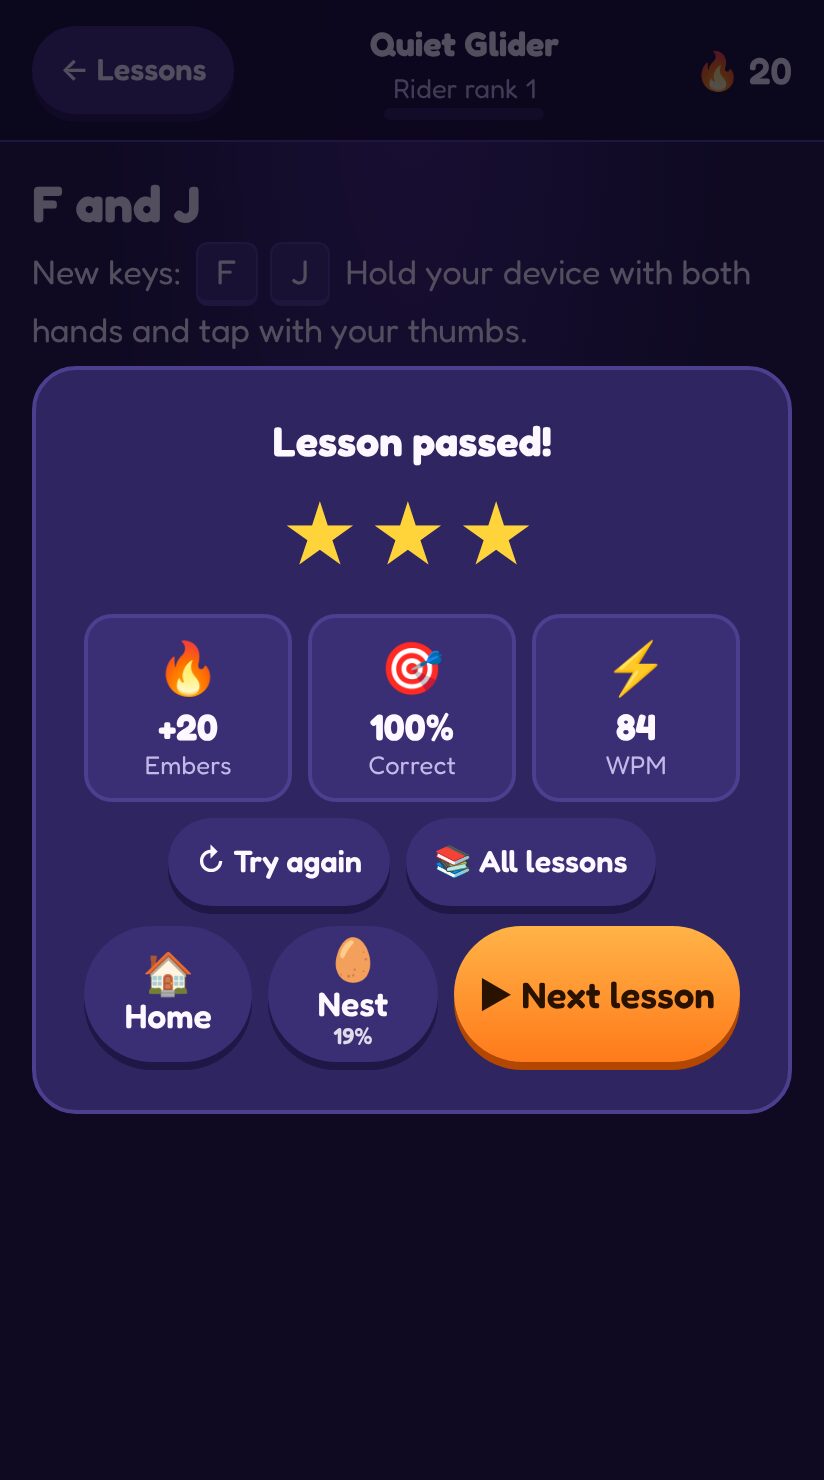 ← Lessons
Quiet Glider
Rider rank 1
🔥 20
F and J
New keys: F J Hold your device with both
hands and tap with your thumbs.
Lesson passed!
★ ★ ★
+20
Embers
100%
Correct
84
WPM
↻ Try again
All lessons
Home
Nest
19%
▶ Next lesson